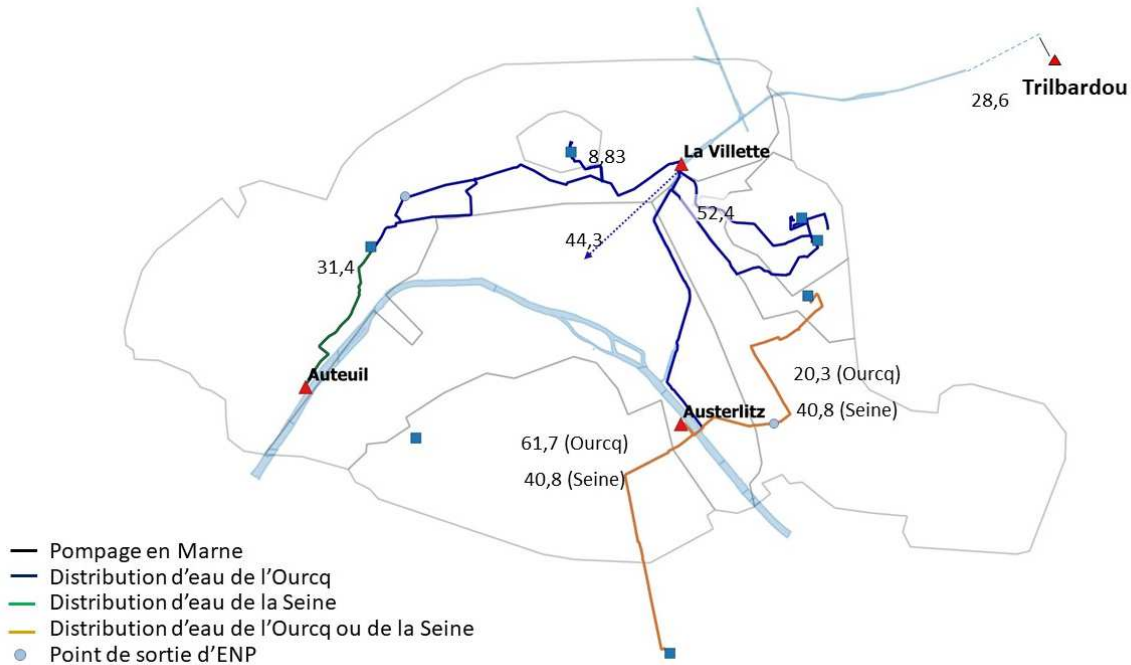 Trilbardou
28,6
La Villette
8,83
52,4
44,3
31,4
Auteuil
20,3 (Ourcq)
40,8 (Seine)
Austerlitz
61,7 (Ourcq)
40,8 (Seine)
Pompage en Marne
Distribution d'eau de l'Ourcq
Distribution d'eau de la Seine
Distribution d'eau de l'Ourcq ou de la Seine
Point de sortie d'ENP